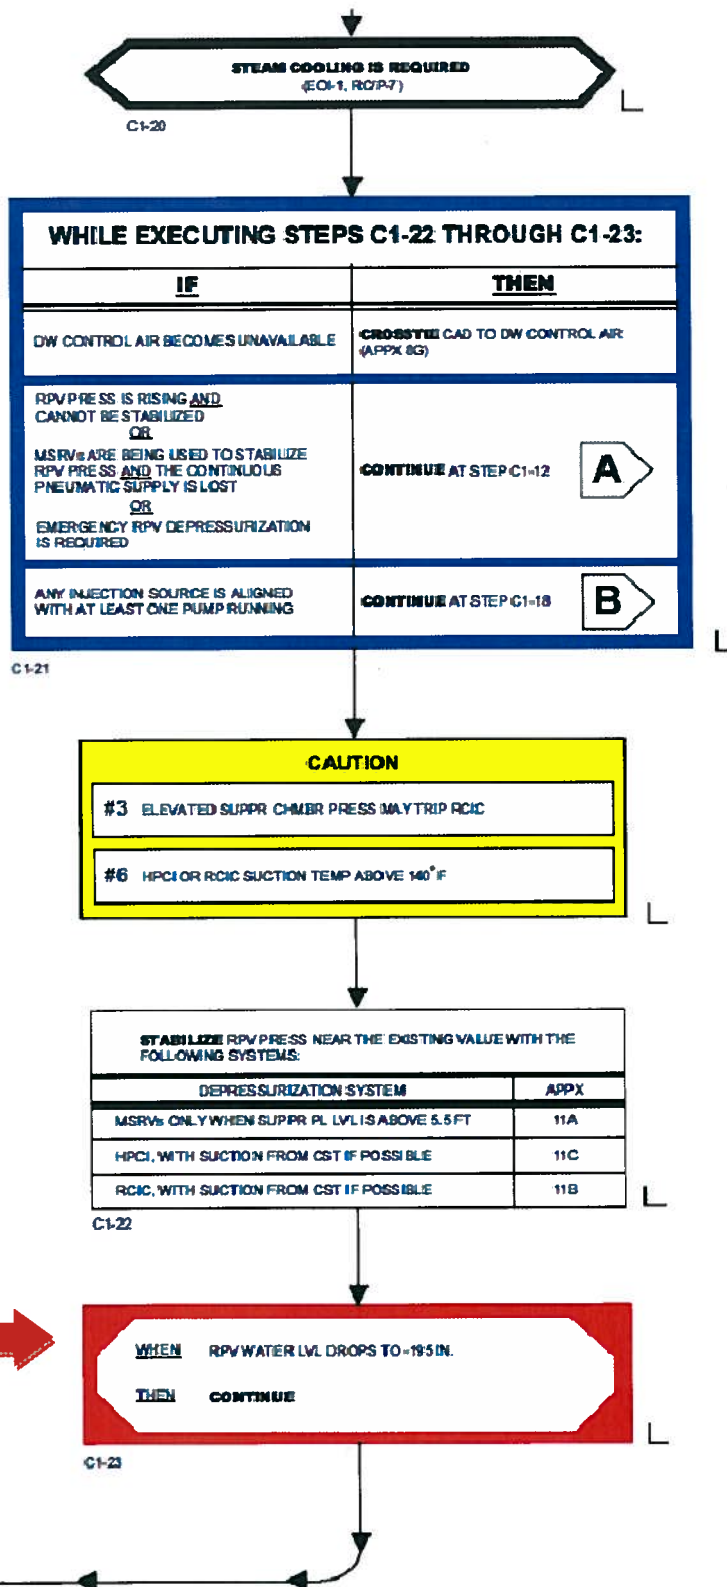 STEAM COOLING IS REQUIRED
(EOI-1, RC/P-7)
C1-20
WHILE EXECUTING STEPS C1-22 THROUGH C1-23:
IF
THEN
DW CONTROL AIR BECOMES UNAVAILABLE
CROSSTIE CAD TO DW CONTROL AIR
(APPX 8G)
RPV PRESS IS RISING AND
CANNOT BE STABILIZED
OR
MSRVs ARE BEING USED TO STABILIZE
RPV PRESS AND THE CONTINUOUS
PNEUMATIC SUPPLY IS LOST
OR
EMERGENCY RPV DEPRESSURIZATION
IS REQUIRED
CONTINUE AT STEP C1-12
A
ANY INJECTION SOURCE IS ALIGNED
WITH AT LEAST ONE PUMP RUNNING
CONTINUE AT STEP C1-18
B
C1-21
CAUTION
#3 ELEVATED SUPPR CHMBR PRESS MAY TRIP RCIC
#6 HPCI OR RCIC SUCTION TEMP ABOVE 140°F
STABILIZE RPV PRESS NEAR THE EXISTING VALUE WITH THE
FOLLOWING SYSTEMS:
DEPRESSURIZATION SYSTEM APPX
MSRVs ONLY WHEN SUPPR PL LVL IS ABOVE 5.5 FT 11A
HPCI, WITH SUCTION FROM CST IF POSSIBLE 11C
RCIC, WITH SUCTION FROM CST IF POSSIBLE 11B
C1-22
WHEN RPV WATER LVL DROPS TO -195 IN.
THEN CONTINUE
C1-23